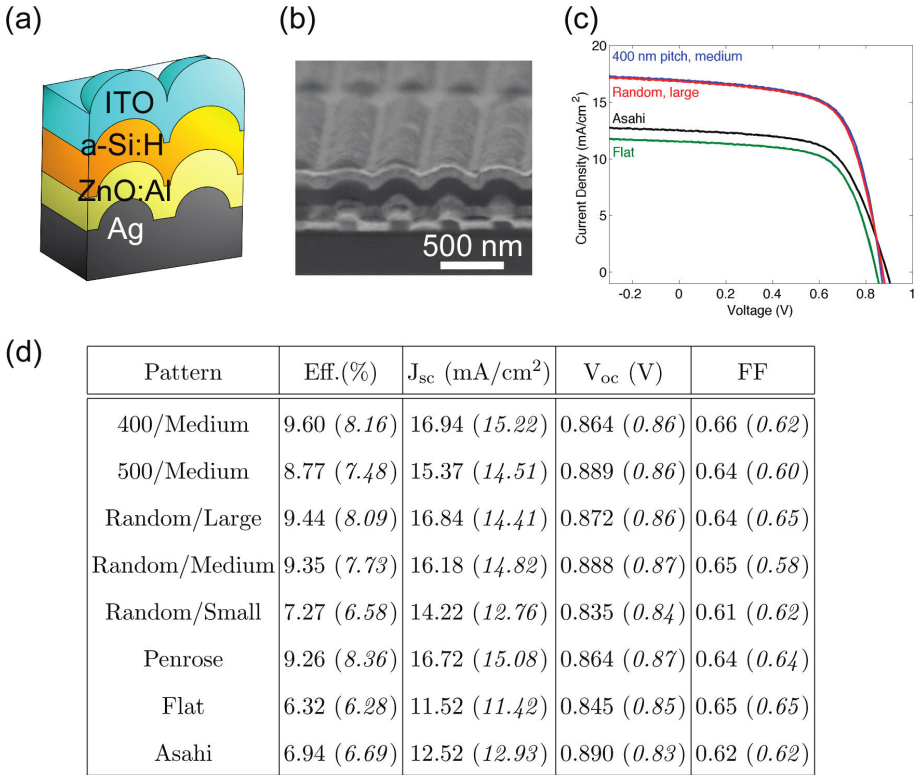 (a)
ITO
a-Si:H
ZnO:Al
Ag
(b)
500 nm
(c)
20
15
10
5
0
-0.2
0
0.2
0.4
0.6
0.8
1
Current Density (mA/cm²)
Voltage (V)
400 nm pitch, medium
Random, large
Asahi
Flat
(d)
Pattern Eff.(%) J_sc (mA/cm²) V_oc (V) FF
400/Medium 9.60 (8.16) 16.94 (15.22) 0.864 (0.86) 0.66 (0.62)
500/Medium 8.77 (7.48) 15.37 (14.51) 0.889 (0.86) 0.64 (0.60)
Random/Large 9.44 (8.09) 16.84 (14.41) 0.872 (0.86) 0.64 (0.65)
Random/Medium 9.35 (7.73) 16.18 (14.82) 0.888 (0.87) 0.65 (0.58)
Random/Small 7.27 (6.58) 14.22 (12.76) 0.835 (0.84) 0.61 (0.62)
Penrose 9.26 (8.36) 16.72 (15.08) 0.864 (0.87) 0.64 (0.64)
Flat 6.32 (6.28) 11.52 (11.42) 0.845 (0.85) 0.65 (0.65)
Asahi 6.94 (6.69) 12.52 (12.93) 0.890 (0.83) 0.62 (0.62)